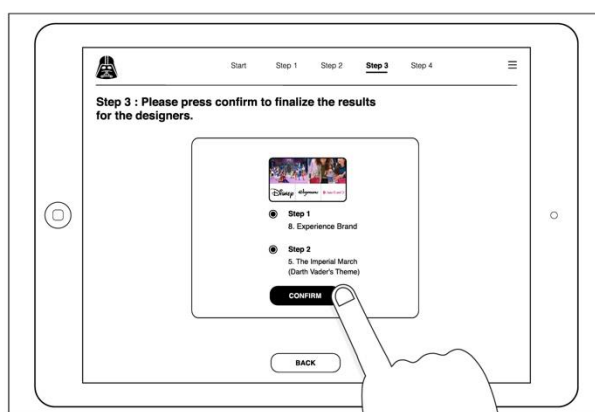 Start Step 1 Step 2 Step 3 Step 4
Step 3 : Please press confirm to finalize the results
for the designers.
Disney
Step 1
8. Experience Brand
Step 2
5. The Imperial March
(Darth Vader's Theme)
CONFIRM
BACK